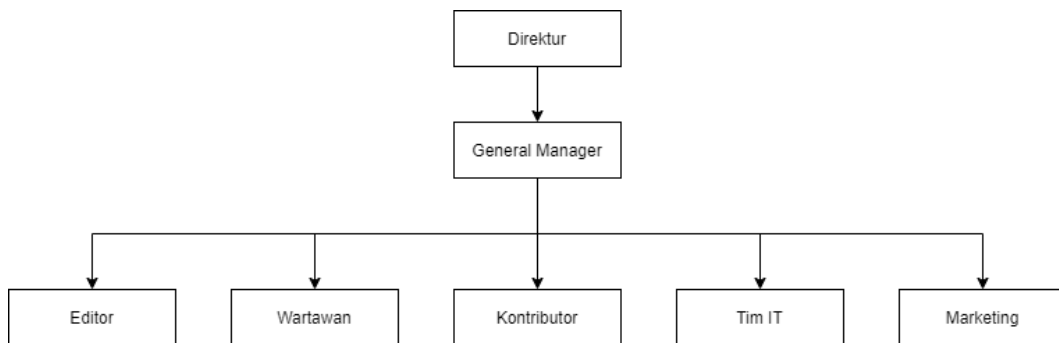 Direktur
General Manager
Editor
Wartawan
Kontributor
Tim IT
Marketing